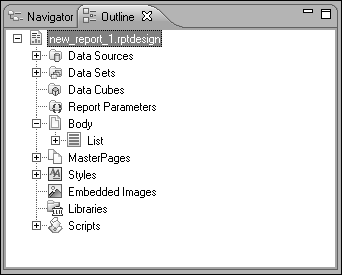 Navigator Outline
new_report_1.rptdesign
Data Sources
Data Sets
Data Cubes
Report Parameters
Body
List
MasterPages
Styles
Embedded Images
Libraries
Scripts